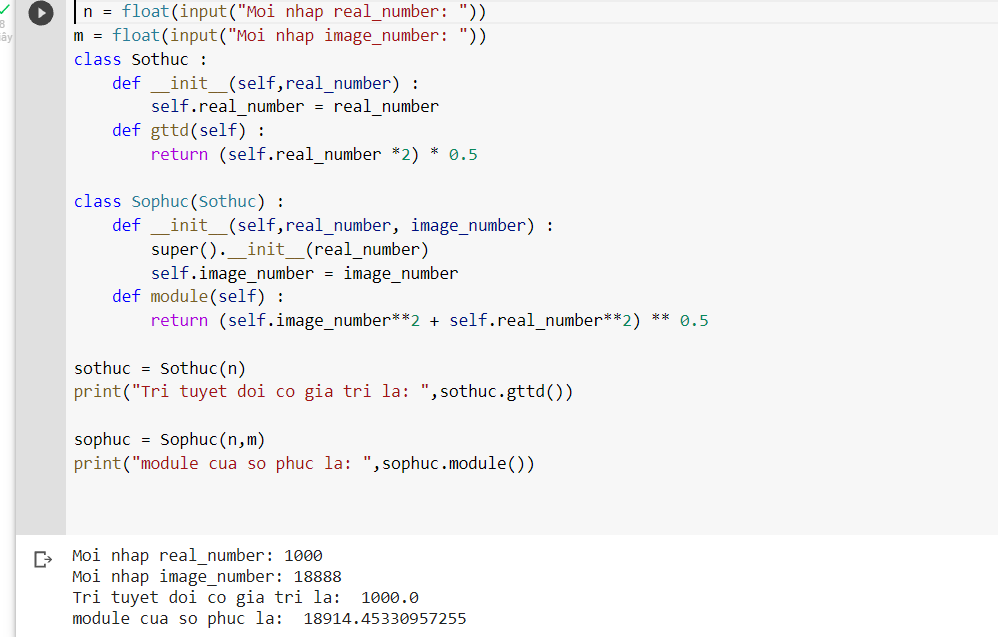 8
iây
n = float(input("Moi nhap real_number: "))
m = float(input("Moi nhap image_number: "))
class Sothuc :
    def __init__(self,real_number) :
        self.real_number = real_number
    def gttd(self) :
        return (self.real_number *2) * 0.5

class Sophuc(Sothuc) :
    def __init__(self,real_number, image_number) :
        super().__init__(real_number)
        self.image_number = image_number
    def module(self) :
        return (self.image_number**2 + self.real_number**2) ** 0.5

sothuc = Sothuc(n)
print("Tri tuyet doi co gia tri la: ",sothuc.gttd())

sophuc = Sophuc(n,m)
print("module cua so phuc la: ",sophuc.module())

Moi nhap real_number: 1000
Moi nhap image_number: 18888
Tri tuyet doi co gia tri la:  1000.0
module cua so phuc la:  18914.45330957255